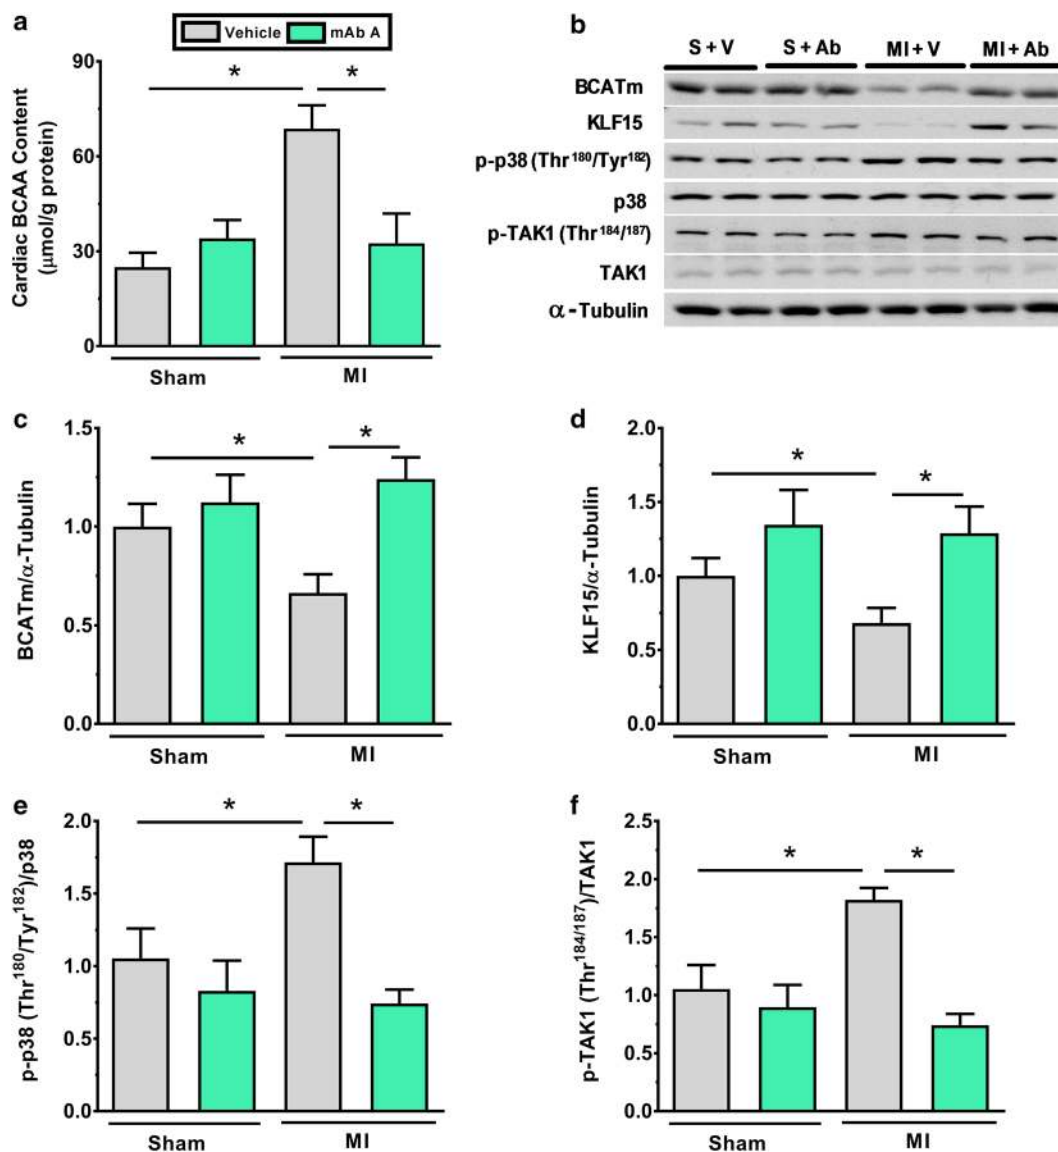 a
Vehicle mAb A
Cardiac BCAA Content
(μmol/g protein)
90
60
30
0
* *
Sham MI
b
S + V S + Ab MI + V MI + Ab
BCATm
KLF15
p-p38 (Thr180/Tyr182)
p38
p-TAK1 (Thr184/187)
TAK1
α-Tubulin
c
BCATm/α-Tubulin
1.5
1.0
0.5
0.0
* *
Sham MI
d
KLF15/α-Tubulin
2.0
1.5
1.0
0.5
0.0
* *
Sham MI
e
p-p38 (Thr180/Tyr182)/p38
2.0
1.5
1.0
0.5
0.0
* *
Sham MI
f
p-TAK1 (Thr184/187)/TAK1
2.5
2.0
1.5
1.0
0.5
0.0
* *
Sham MI